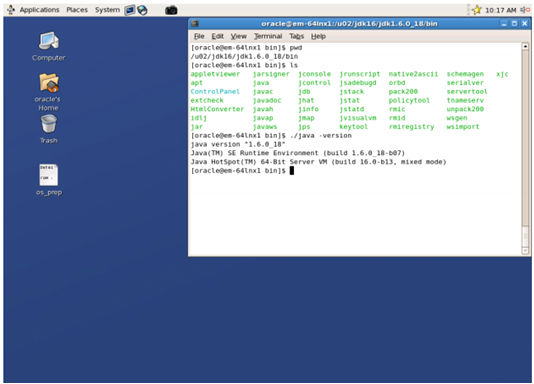 Applications Places System 10:17 AM
Computer
oracle's
Home
Trash
os_prep
oracle@em-64lnx1:/u02/jdk16/jdk1.6.0_18/bin
File Edit View Terminal Tabs Help
[oracle@em-64lnx1 bin]$ pwd
/u02/jdk16/jdk1.6.0_18/bin
[oracle@em-64lnx1 bin]$ ls
appletviewer jarsigner jconsole jrunscript native2ascii schemagen xjc
apt java jcontrol jsadebugd orbd serialver
ControlPanel javac jdb jstack pack200 servertool
extcheck javadoc jhat jstat policytool tnameserv
HtmlConverter javah jinfo jstatd rmic unpack200
idlj javap jmap jvisualvm rmid wsgen
jar javaws jps keytool rmiregistry wsimport
[oracle@em-64lnx1 bin]$ ./java -version
java version "1.6.0_18"
Java(TM) SE Runtime Environment (build 1.6.0_18-b07)
Java HotSpot(TM) 64-Bit Server VM (build 16.0-b13, mixed mode)
[oracle@em-64lnx1 bin]$